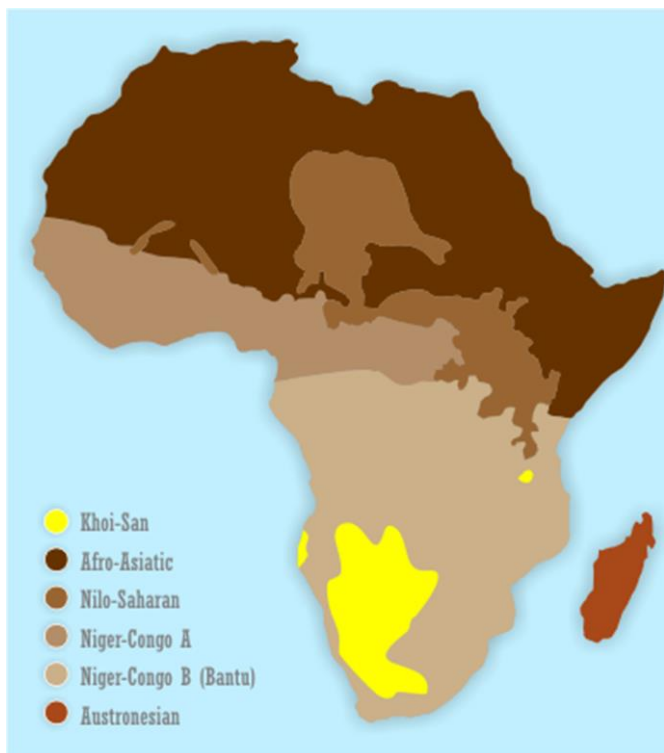 Khoi-San
Afro-Asiatic
Nilo-Saharan
Niger-Congo A
Niger-Congo B (Bantu)
Austronesian